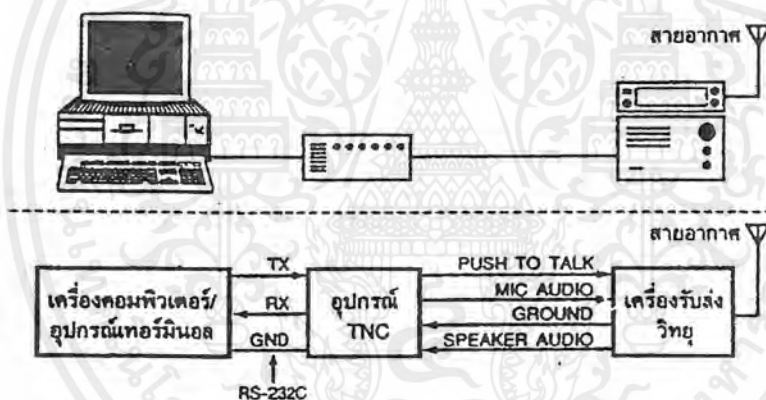 สายอากาศ
สายอากาศ
TX
PUSH TO TALK
เครื่องคอมพิวเตอร์/
อุปกรณ์เทอร์มินอล
RX
อุปกรณ์
TNC
MIC AUDIO
GROUND
เครื่องรับส่ง
วิทยุ
GND
SPEAKER AUDIO
RS-232C